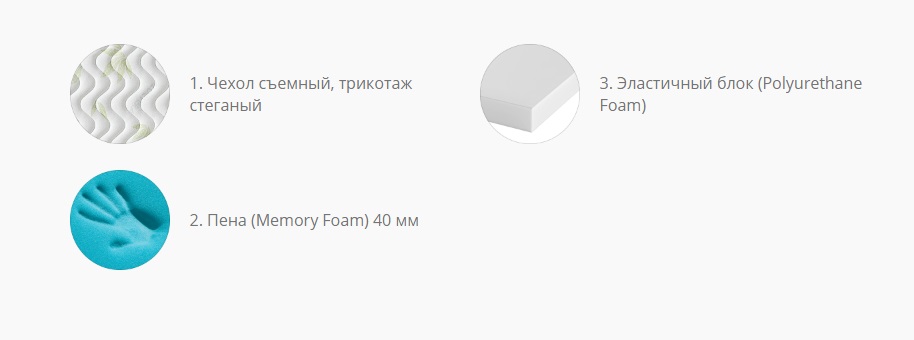 1. Чехол съемный, трикотаж
стеганый
2. Пена (Memory Foam) 40 мм
3. Эластичный блок (Polyurethane
Foam)